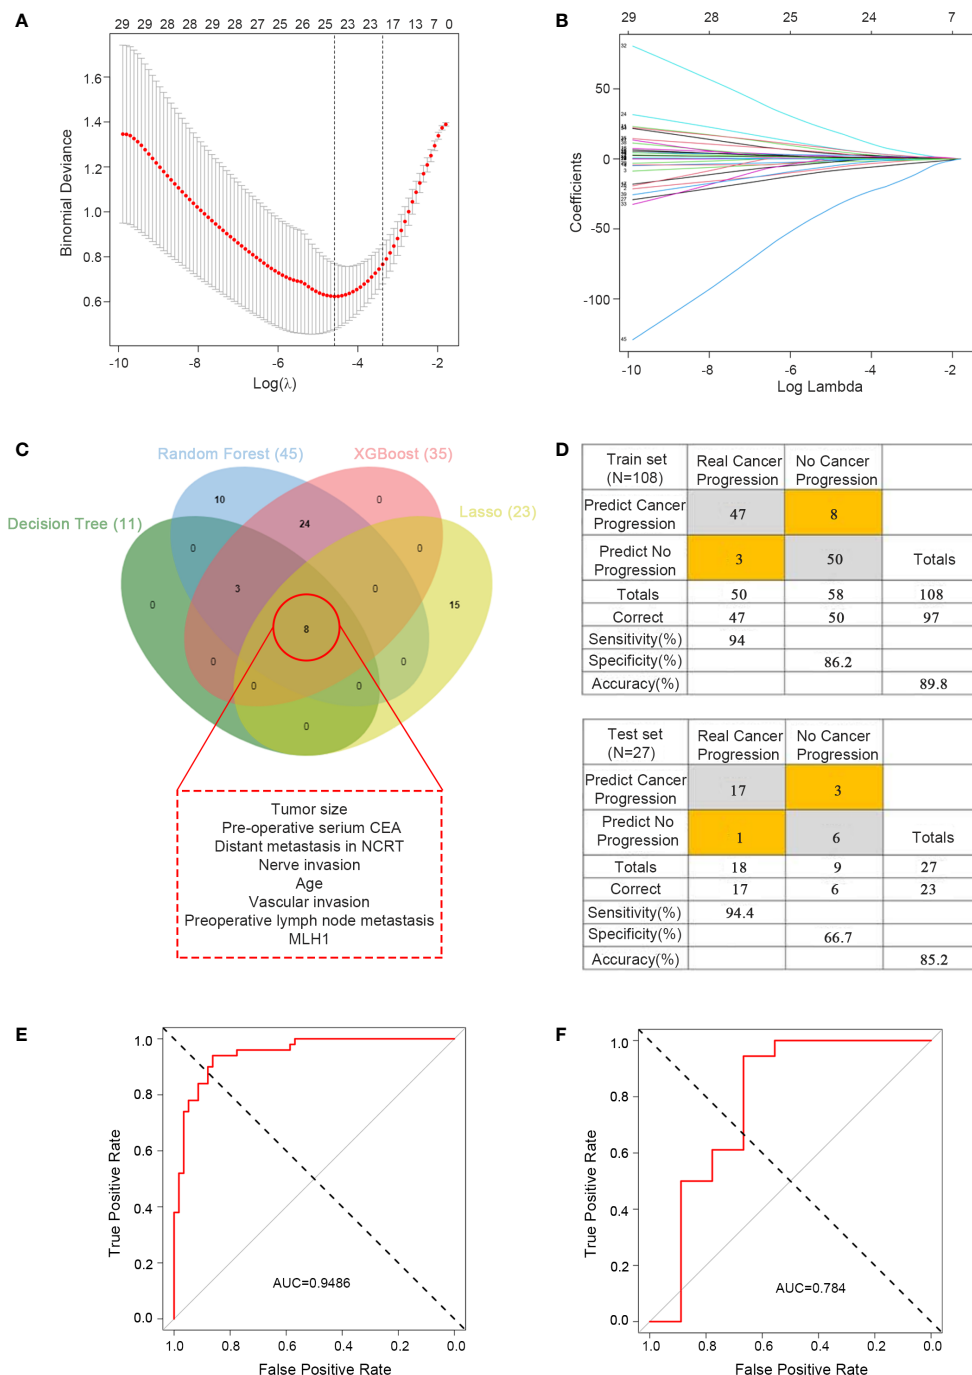 A
29 29 28 28 28 28 27 26 25 23 23 17 13 7 0
Binomial Deviance
1.6
1.4
1.2
1.0
0.8
0.6
-10 -8 -6 -4 -2
Log(λ)
B
29 28 25 24 7
Coefficients
50
0
-50
-100
32
24
3
2
27
33
45
-10 -8 -6 -4 -2
Log Lambda
C
Random Forest (45) XGBoost (35)
Decision Tree (11) Lasso (23)
10 0
24
0 0
3 0
0 15
8
0 0
0 0
0
Tumor size
Pre-operative serium CEA
Distant metastasis in NCRT
Nerve invasion
Age
Vascular invasion
Preoperative lymph node metastasis
MLH1
D
Train set
(N=108)
Real Cancer
Progression
No Cancer
Progression
Predict Cancer
Progression
47 8
Predict No
Progression
3 50 Totals
Totals 50 58 108
Correct 47 50 97
Sensitivity(%) 94
Specificity(%) 86.2
Accuracy(%) 89.8
Test set
(N=27)
Real Cancer
Progression
No Cancer
Progression
Predict Cancer
Progression
17 3
Predict No
Progression
1 6 Totals
Totals 18 9 27
Correct 17 6 23
Sensitivity(%) 94.4
Specificity(%) 66.7
Accuracy(%) 85.2
E
True Positive Rate
1.0
0.8
0.6
0.4
0.2
0.0
AUC=0.9486
1.0 0.8 0.6 0.4 0.2 0.0
False Positive Rate
F
True Positive Rate
1.0
0.8
0.6
0.4
0.2
0.0
AUC=0.784
1.0 0.8 0.6 0.4 0.2 0.0
False Positive Rate